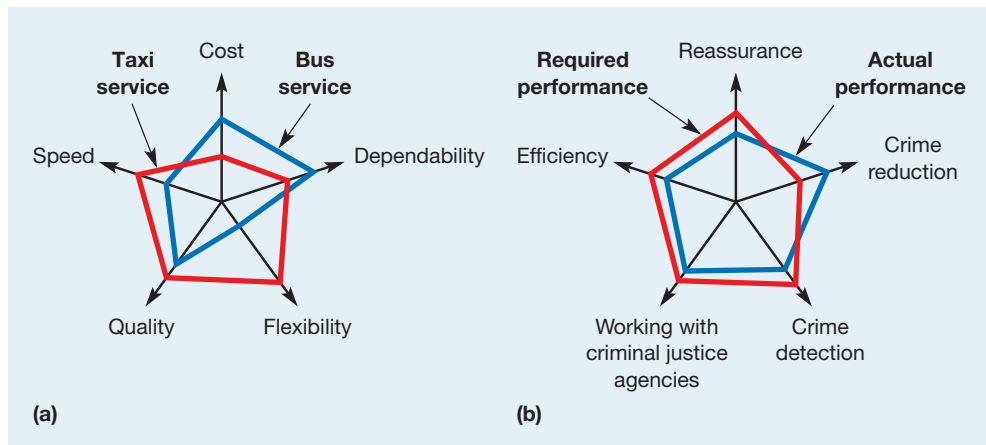 Cost
Taxi
service
Bus
service
Speed
Dependability
Quality
Flexibility
(a)
Reassurance
Required
performance
Actual
performance
Efficiency
Crime
reduction
Working with
criminal justice
agencies
Crime
detection
(b)